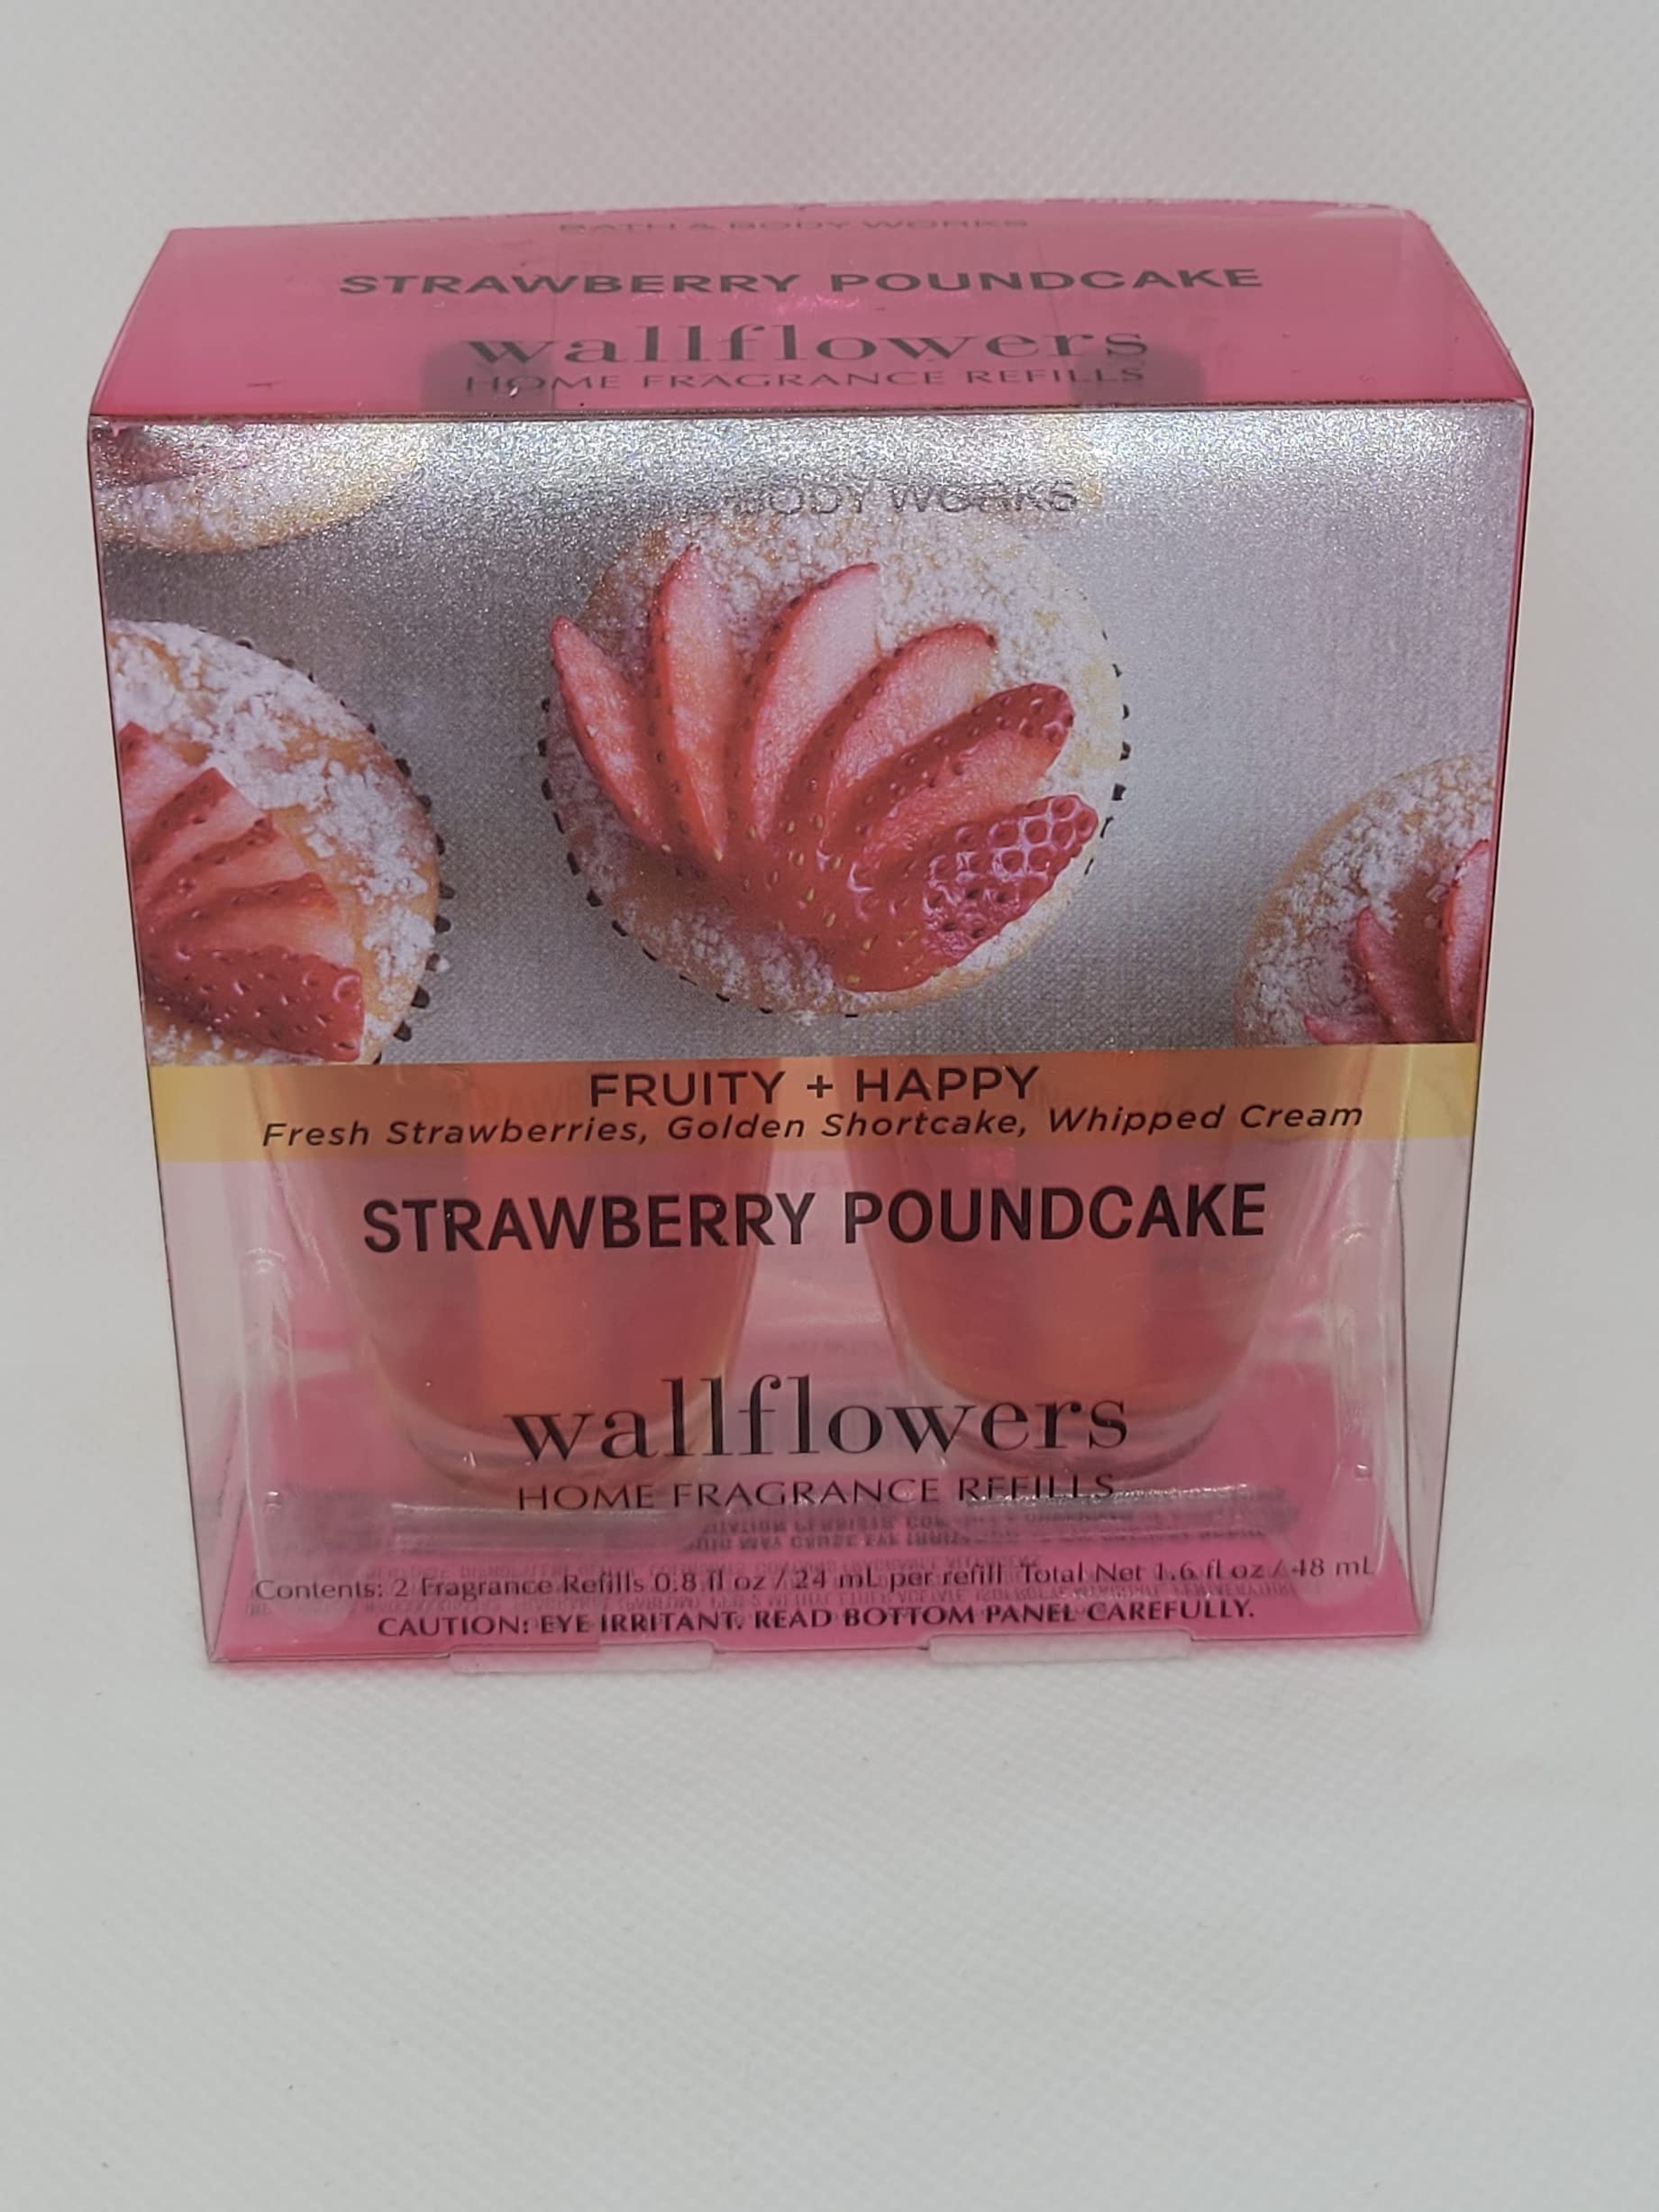 BATH & BODY WORKS
STRAWBERRY POUNDCAKE
wallflowers
HOME FRAGRANCE REFILLS
BODY WORKS
FRUITY + HAPPY
Fresh Strawberries, Golden Shortcake, Whipped Cream
STRAWBERRY POUNDCAKE
wallflowers
HOME FRAGRANCE REFILLS
Contents: 2 Fragrance Refills 0.8 fl oz / 24 mL per refill Total Net 1.6 fl oz / 48 mL
CAUTION: EYE IRRITANT. READ BOTTOM PANEL CAREFULLY.